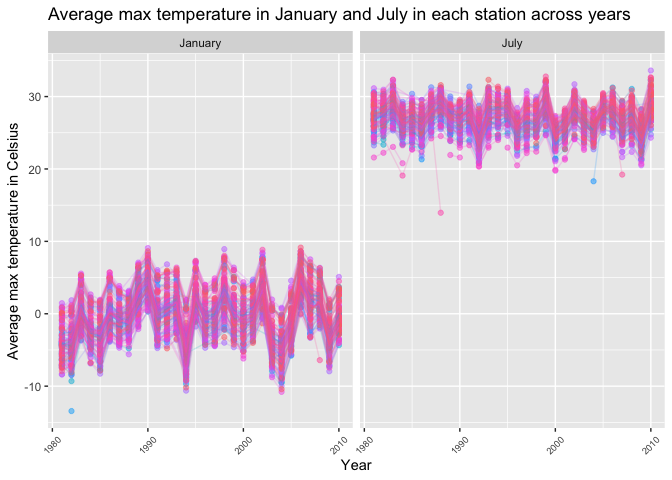 Average max temperature in January and July in each station across years
January
July
Average max temperature in Celsius
30
20
10
0
-10
1980
1990
2000
2010
1980
1990
2000
2010
Year